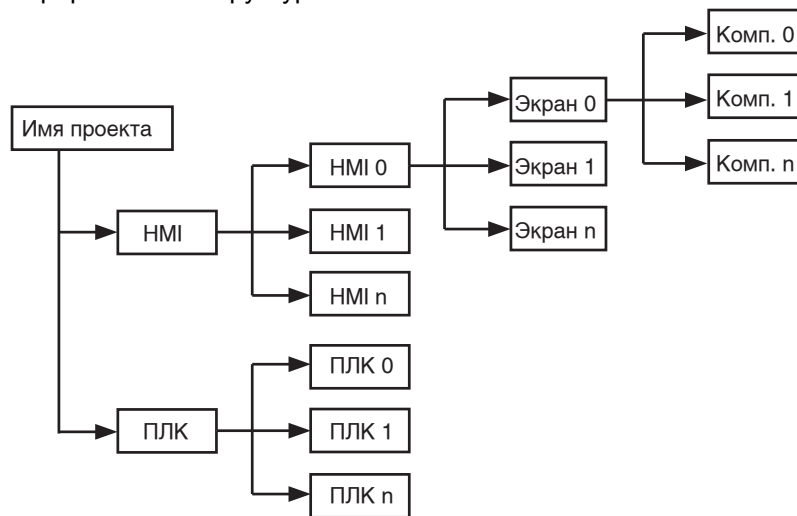 Комп. 0
Экран 0
Комп. 1
Имя проекта
HMI 0
Экран 1
Комп. n
HMI
HMI 1
Экран n
HMI n
ПЛК 0
ПЛК
ПЛК 1
ПЛК n